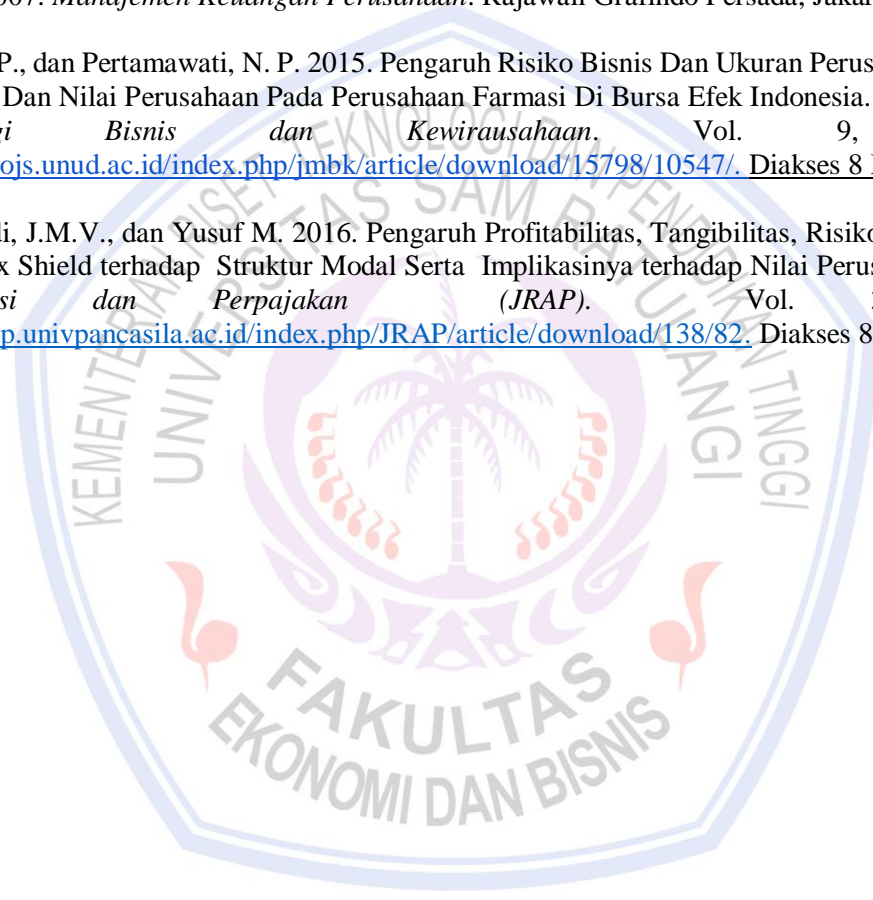 Manajemen Keuangan Perusahaan. Rajawali Grafindo Persada, Jakar
P., dan Pertamawati, N. P. 2015. Pengaruh Risiko Bisnis Dan Ukuran Perus
Dan Nilai Perusahaan Pada Perusahaan Farmasi Di Bursa Efek Indonesia.
gi Bisnis dan Kewirausahaan. Vol. 9,
ojs.unud.ac.id/index.php/jmbk/article/download/15798/10547/. Diakses 8
li, J.M.V., dan Yusuf M. 2016. Pengaruh Profitabilitas, Tangibilitas, Risiko
x Shield terhadap Struktur Modal Serta Implikasinya terhadap Nilai Perus
si dan Perpajakan (JRAP). Vol.
p.univpancasila.ac.id/index.php/JRAP/article/download/138/82. Diakses 8
KEMENTERIAN RISET TEKNOLOGI DAN PENDIDIKAN TINGGI
UNIVERSITAS SAM RATULANGI
FAKULTAS
EKONOMI DAN BISNIS